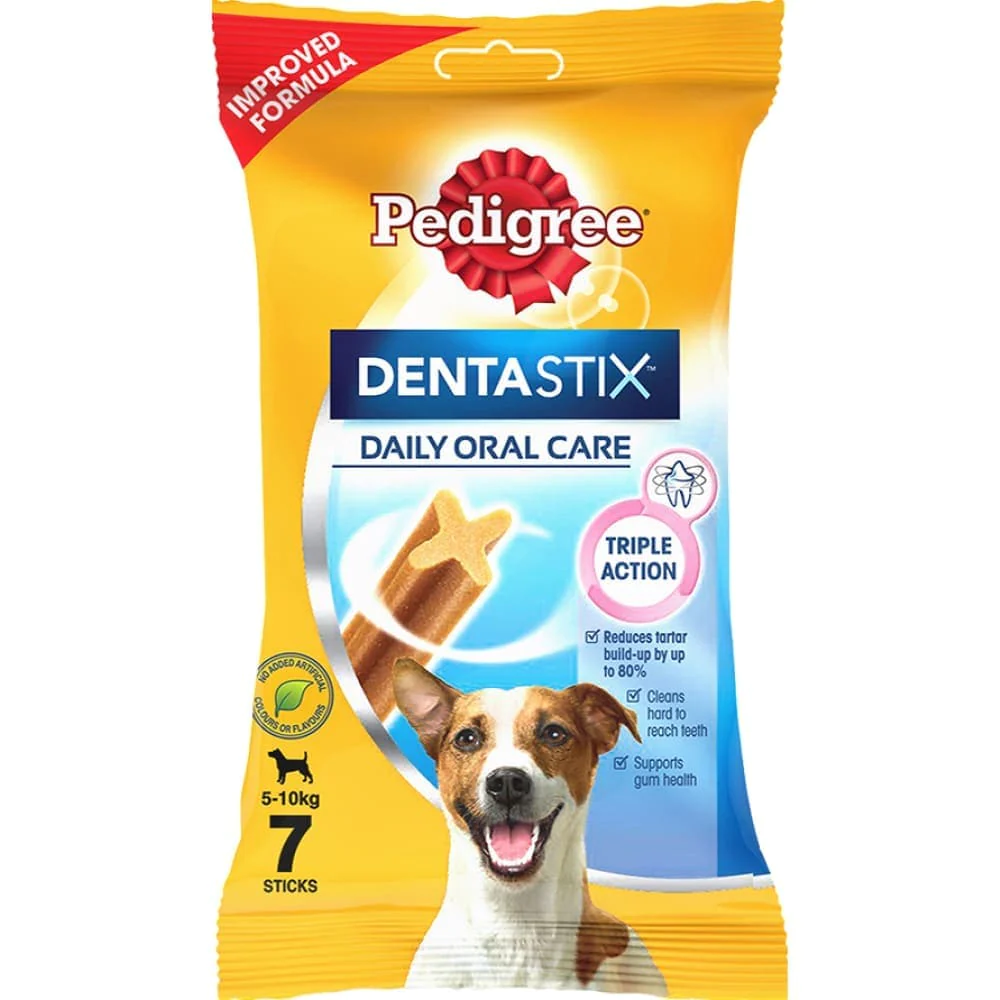 IMPROVED
FORMULA
Pedigree®
DENTASTIX™
DAILY ORAL CARE
TRIPLE
ACTION
Reduces tartar
build-up by up
to 80%
Cleans
hard to
reach teeth
Supports
gum health
NO ADDED ARTIFICIAL
COLOURS OR FLAVOURS
5-10kg
7
STICKS